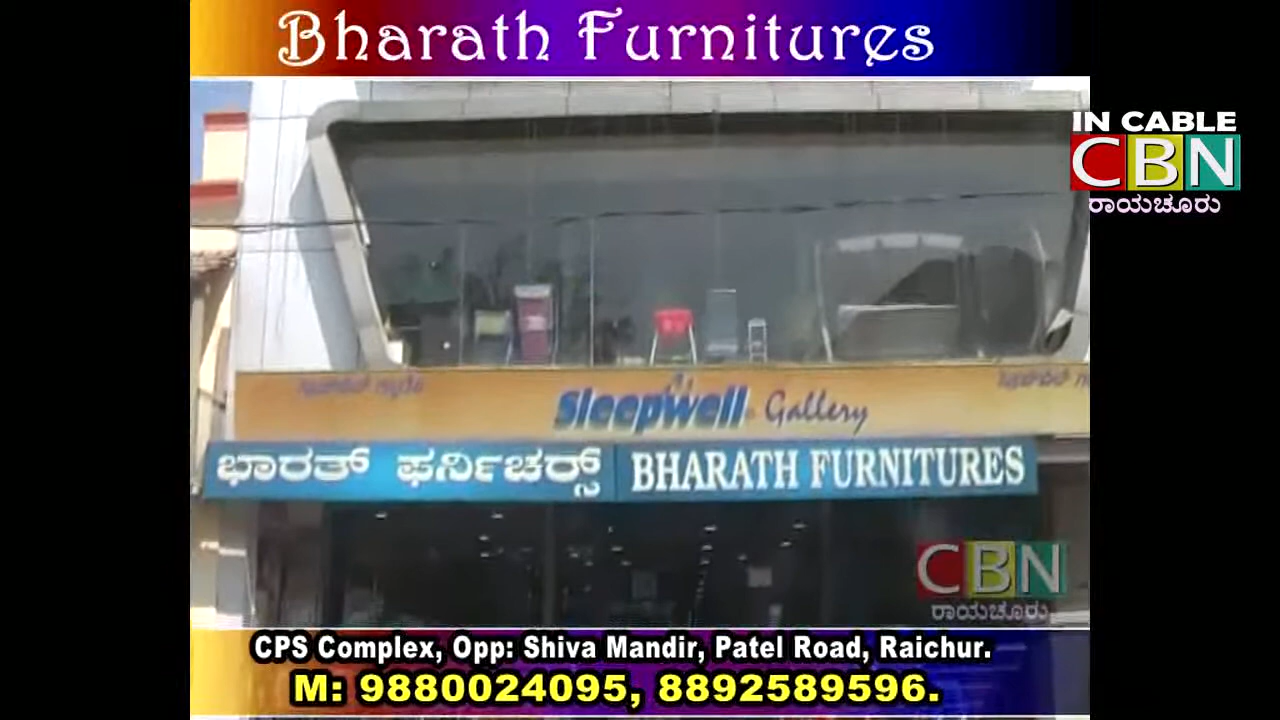 Bharath Furnitures
IN CABLE
CBN
ರಾಯಚೂರು
Sleepwell Gallery
ಭಾರತ್ ಫರ್ನಿಚರ್ಸ್ BHARATH FURNITURES
CBN
ರಾಯಚೂರು
CPS Complex, Opp: Shiva Mandir, Patel Road, Raichur.
M: 9880024095, 8892589596.